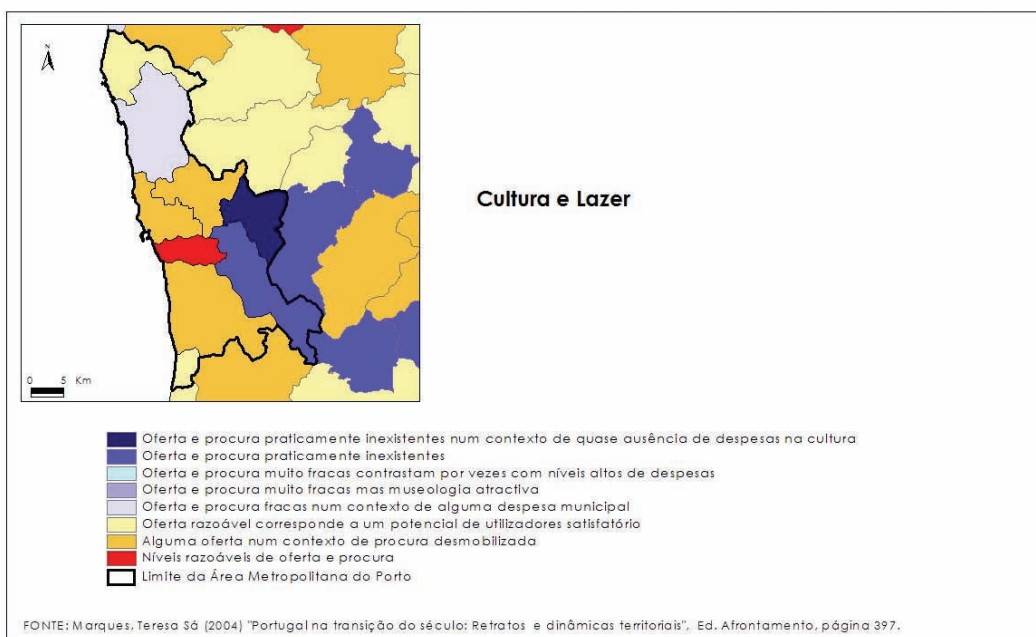 N
Cultura e Lazer
0 5 Km
Oferta e procura praticamente inexistentes num contexto de quase ausência de despesas na cultura
Oferta e procura praticamente inexistentes
Oferta e procura muito fracas contrastam por vezes com níveis altos de despesas
Oferta e procura muito fracas mas museologia atractiva
Oferta e procura fracas num contexto de alguma despesa municipal
Oferta razoável corresponde a um potencial de utilizadores satisfatório
Alguma oferta num contexto de procura desmobilizada
Níveis razoáveis de oferta e procura
Limite da Área Metropolitana do Porto
FONTE: Marques, Teresa Sá (2004) "Portugal na transição do século: Retratos e dinâmicas territoriais", Ed. Afrontamento, página 397.